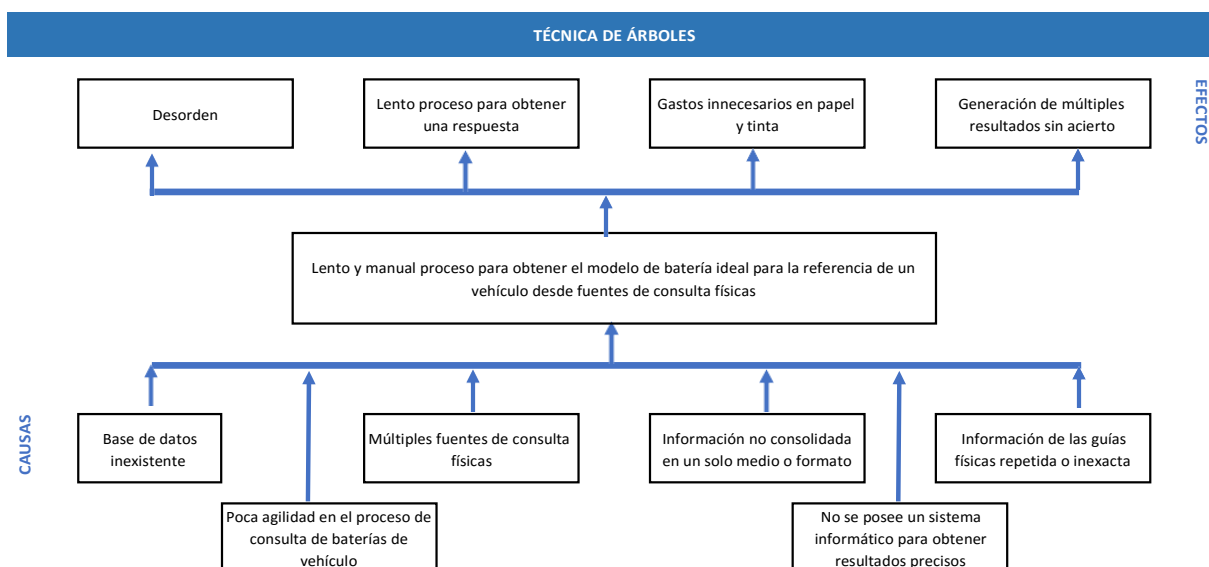 TÉCNICA DE ÁRBOLES
EFECTOS
Desorden
Lento proceso para obtener
una respuesta
Gastos innecesarios en papel
y tinta
Generación de múltiples
resultados sin acierto
Lento y manual proceso para obtener el modelo de batería ideal para la referencia de un
vehículo desde fuentes de consulta físicas
CAUSAS
Base de datos
inexistente
Múltiples fuentes de consulta
físicas
Información no consolidada
en un solo medio o formato
Información de las guías
físicas repetida o inexacta
Poca agilidad en el proceso de
consulta de baterías de
vehículo
No se posee un sistema
informático para obtener
resultados precisos